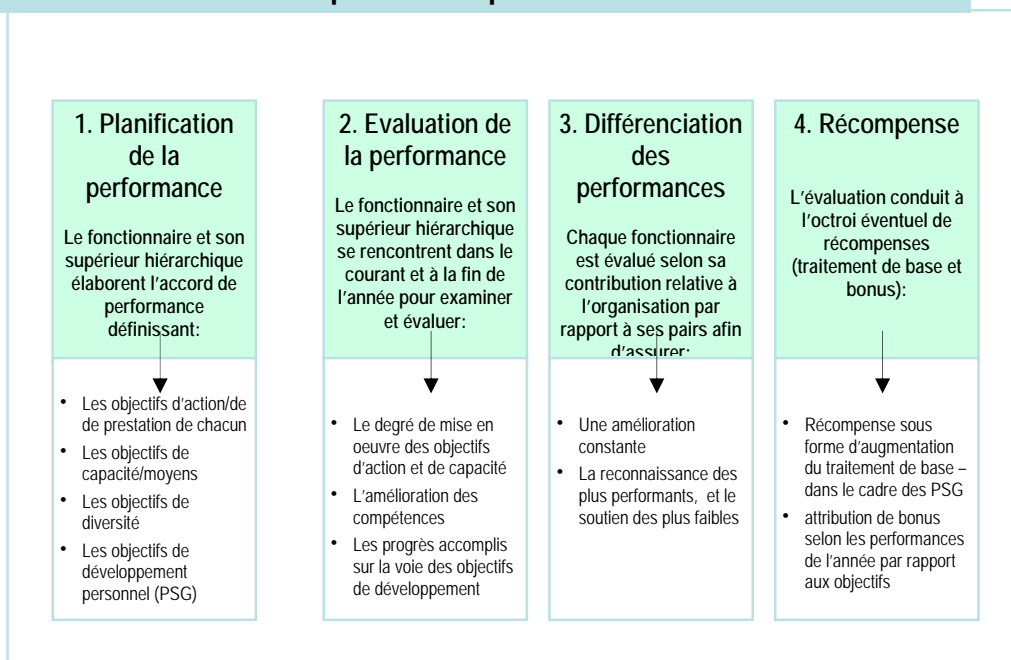 1. Planification
de la
performance
Le fonctionnaire et son
supérieur hiérarchique
élaborent l'accord de
performance
définissant:
• Les objectifs d'action/de
de prestation de chacun
• Les objectifs de
capacité/moyens
• Les objectifs de
diversité
• Les objectifs de
développement
personnel (PSG)
2. Evaluation de
la performance
Le fonctionnaire et son
supérieur hiérarchique
se rencontrent dans le
courant et à la fin de
l'année pour examiner
et évaluer:
• Le degré de mise en
oeuvre des objectifs
d'action et de capacité
• L'amélioration des
compétences
• Les progrès accomplis
sur la voie des objectifs
de développement
3. Différenciation
des
performances
Chaque fonctionnaire
est évalué selon sa
contribution relative à
l'organisation par
rapport à ses pairs afin
d'assurer:
• Une amélioration
constante
• La reconnaissance des
plus performants, et le
soutien des plus faibles
4. Récompense
L'évaluation conduit à
l'octroi éventuel de
récompenses
(traitement de base et
bonus):
• Récompense sous
forme d'augmentation
du traitement de base –
dans le cadre des PSG
• attribution de bonus
selon les performances
de l'année par rapport
aux objectifs